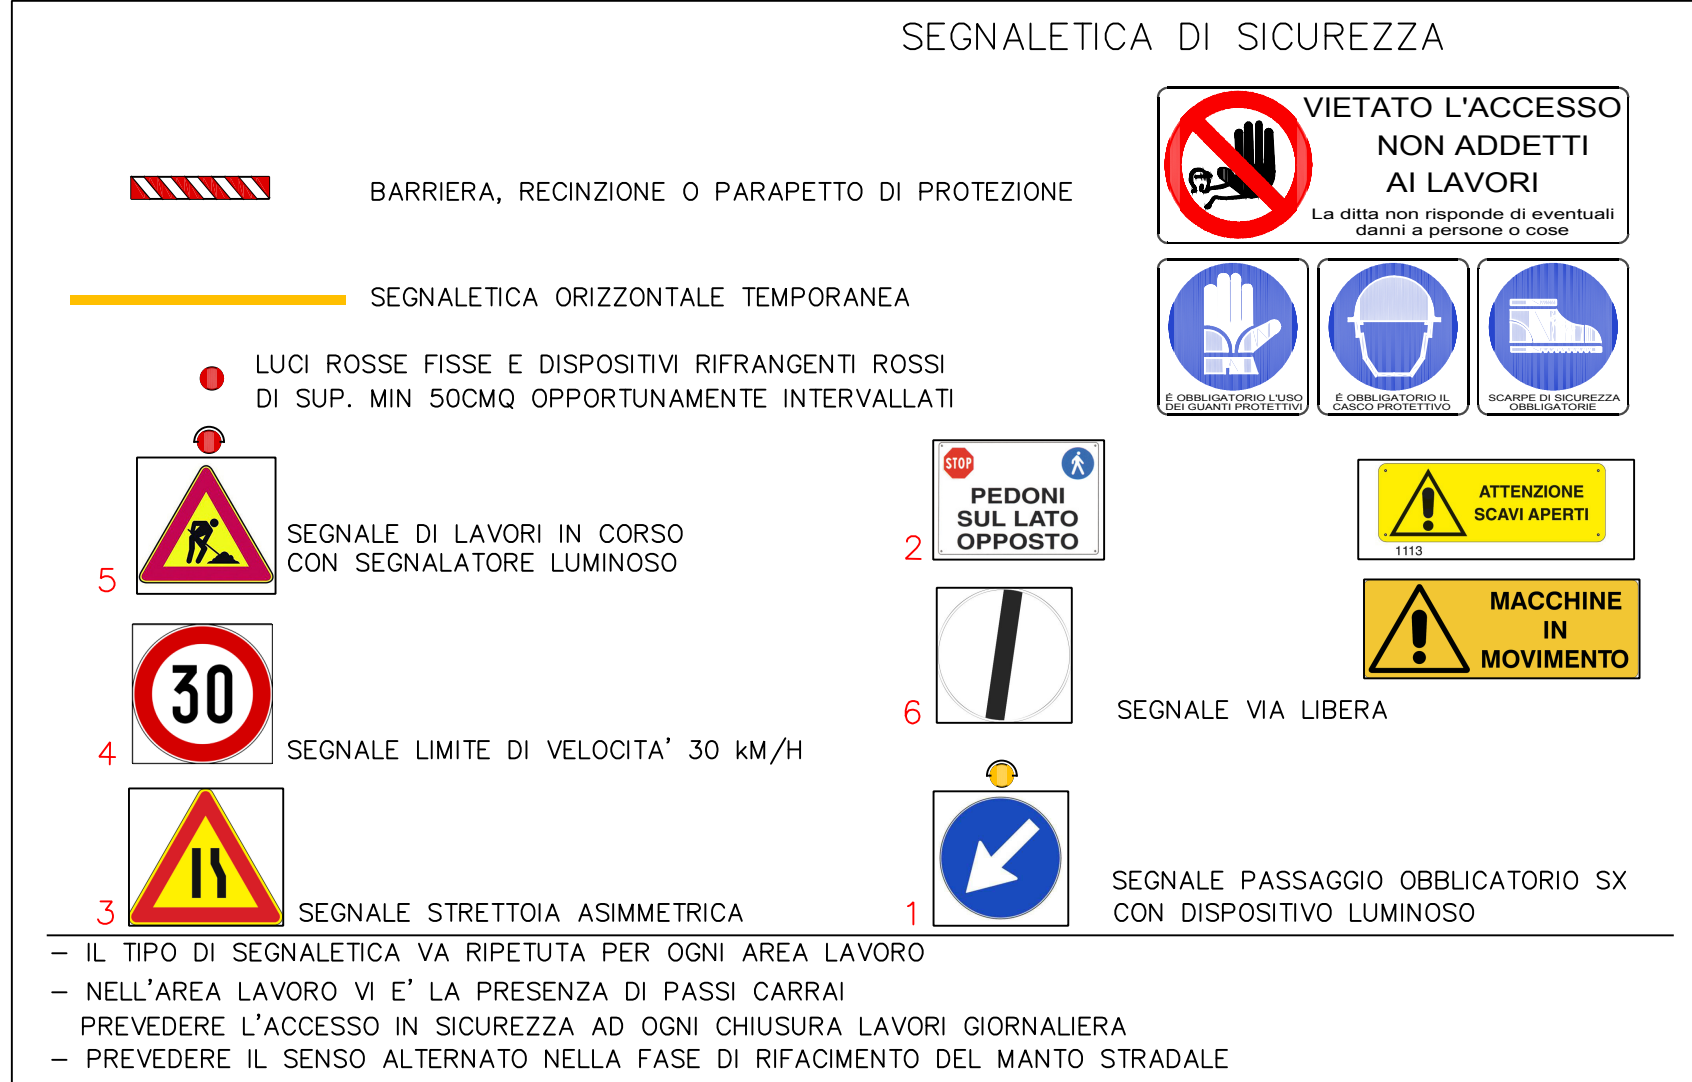 SEGNALETICA DI SICUREZZA
VIETATO L'ACCESSO
NON ADDETTI
AI LAVORI
La ditta non risponde di eventuali
danni a persone o cose
BARRIERA, RECINZIONE O PARAPETTO DI PROTEZIONE
SEGNALETICA ORIZZONTALE TEMPORANEA
LUCI ROSSE FISSE E DISPOSITIVI RIFRANGENTI ROSSI
DI SUP. MIN 50CMQ OPPORTUNAMENTE INTERVALLATI
É OBBLIGATORIO L'USO
DEI GUANTI PROTETTIVI
É OBBLIGATORIO IL
CASCO PROTETTIVO
SCARPE DI SICUREZZA
OBBLIGATORIE
5
SEGNALE DI LAVORI IN CORSO
CON SEGNALATORE LUMINOSO
2
STOP
PEDONI
SUL LATO
OPPOSTO
ATTENZIONE
SCAVI APERTI
1113
MACCHINE
IN
MOVIMENTO
4
30
SEGNALE LIMITE DI VELOCITA' 30 kM/H
6
SEGNALE VIA LIBERA
3
SEGNALE STRETTOIA ASIMMETRICA
1
SEGNALE PASSAGGIO OBBLICATORIO SX
CON DISPOSITIVO LUMINOSO
– IL TIPO DI SEGNALETICA VA RIPETUTA PER OGNI AREA LAVORO
– NELL'AREA LAVORO VI E' LA PRESENZA DI PASSI CARRAI
PREVEDERE L'ACCESSO IN SICUREZZA AD OGNI CHIUSURA LAVORI GIORNALIERA
– PREVEDERE IL SENSO ALTERNATO NELLA FASE DI RIFACIMENTO DEL MANTO STRADALE